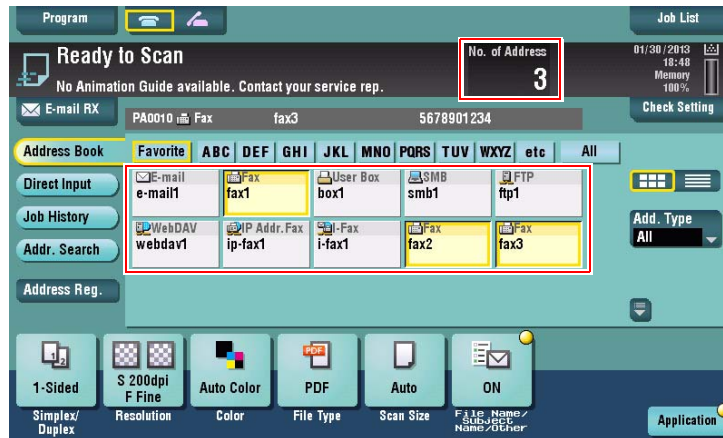 Program
Job List
Ready to Scan
No. of Address
3
01/30/2013
18:48
Memory
100%
No Animation Guide available. Contact your service rep.
E-mail RX
PA0010 Fax fax3 5678901234
Check Setting
Address Book
Favorite ABC DEF GHI JKL MNO PQRS TUV WXYZ etc All
Direct Input
E-mail Fax User Box SMB FTP
e-mail1 fax1 box1 smb1 ftp1
Job History
Add. Type
All
WebDAV IP Addr.Fax I-Fax Fax Fax
webdav1 ip-fax1 i-fax1 fax2 fax3
Addr. Search
Address Reg.
1 2
PDF
1-Sided
S 200dpi
F Fine
Auto Color
PDF
Auto
ON
Simplex/
Duplex
Resolution
Color
File Type
Scan Size
File Name/
Subject
Name/Other
Application